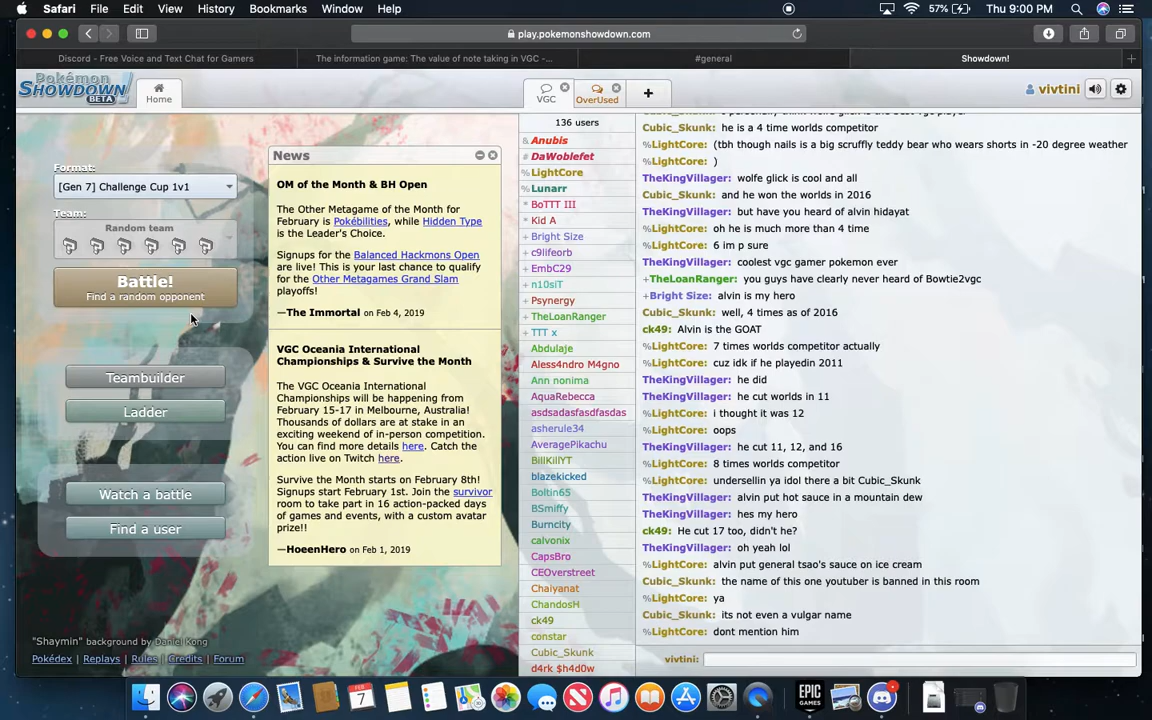 Safari File Edit View History Bookmarks Window Help
57% Thu 9:00 PM
play.pokemonshowdown.com
Discord - Free Voice and Text Chat for Gamers
The information game: The value of note taking in VGC -...
#general
Showdown!
Pokémon
SHOWDOWN!
BETA
Home
VGC
OverUsed
vivtini
Format:
[Gen 7] Challenge Cup 1v1
Team:
Random team
Battle!
Find a random opponent
Teambuilder
Ladder
Watch a battle
Find a user
"Shaymin" background by Daniel Kong
Pokédex | Replays | Rules | Credits | Forum
News
OM of the Month & BH Open
The Other Metagame of the Month for
February is Pokébilities, while Hidden Type
is the Leader's Choice.
Signups for the Balanced Hackmons Open
are live! This is your last chance to qualify
for the Other Metagames Grand Slam
playoffs!
—The Immortal on Feb 4, 2019
VGC Oceania International
Championships & Survive the Month
The VGC Oceania International
Championships will be happening from
February 15-17 in Melbourne, Australia!
Thousands of dollars are at stake in an
exciting weekend of in-person competition.
You can find more details here. Catch the
action live on Twitch here.
Survive the Month starts on February 8th!
Signups start February 1st. Join the survivor
room to take part in 16 action-packed days
of games and events, with a custom avatar
prize!!
—HoeenHero on Feb 1, 2019
136 users
&Anubis
#DaWoblefet
%LightCore
%Lunarr
*BoTTT III
*Kid A
+Bright Size
+c9lifeorb
+EmbC29
+n10siT
+Psynergy
+TheLoanRanger
+TTT x
Abdulaje
Aless4ndro M4gno
Ann nonima
AquaRebecca
asdsadasfasdfasdas
asherule34
AveragePikachu
BillKilYT
blazekicked
Boltin65
BSmiffy
Burncity
calvonix
CapsBro
CEOverstreet
Chaiyanat
ChandosH
ck49
constar
Cubic_Skunk
d4rk $h4d0w
Cubic_Skunk: he is a 4 time worlds competitor
%LightCore: (tbh though nails is a big scruffy teddy bear who wears shorts in -20 degree weather
%LightCore: )
TheKingVillager: wolfe glick is cool and all
Cubic_Skunk: and he won the worlds in 2016
TheKingVillager: but have you heard of alvin hidayat
%LightCore: oh he is much more than 4 time
%LightCore: 6 im p sure
TheKingVillager: coolest vgc gamer pokemon ever
+TheLoanRanger: you guys have clearly never heard of Bowtie2vgc
+Bright Size: alvin is my hero
Cubic_Skunk: well, 4 times as of 2016
ck49: Alvin is the GOAT
%LightCore: 7 times worlds competitor actually
%LightCore: cuz idk if he playedin 2011
TheKingVillager: he did
TheKingVillager: he cut worlds in 11
%LightCore: i thought it was 12
%LightCore: oops
TheKingVillager: he cut 11, 12, and 16
%LightCore: 8 times worlds competitor
%LightCore: undersellin ya idol there a bit Cubic_Skunk
TheKingVillager: alvin put hot sauce in a mountain dew
TheKingVillager: hes my hero
ck49: He cut 17 too, didn't he?
TheKingVillager: oh yeah lol
TheKingVillager: alvin put general tsao's sauce on ice cream
Cubic_Skunk: the name of this one youtuber is banned in this room
%LightCore: ya
Cubic_Skunk: its not even a vulgar name
%LightCore: dont mention him
vivtini:
FEB
7
EPIC
GAMES